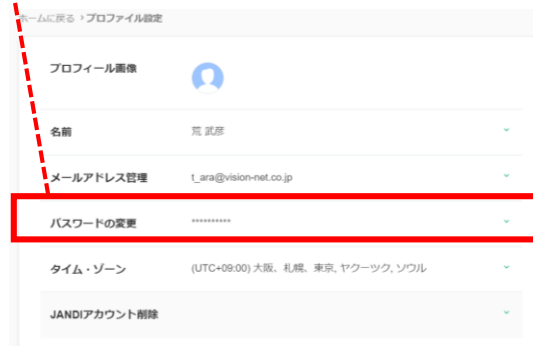 ホームに戻る >プロファイル設定
プロフィール画像
名前 荒 武彦
メールアドレス管理 t_ara@vision-net.co.jp
パスワードの変更 **********
タイム・ゾーン (UTC+09:00) 大阪、札幌、東京, ヤクーツク, ソウル
JANDIアカウント削除